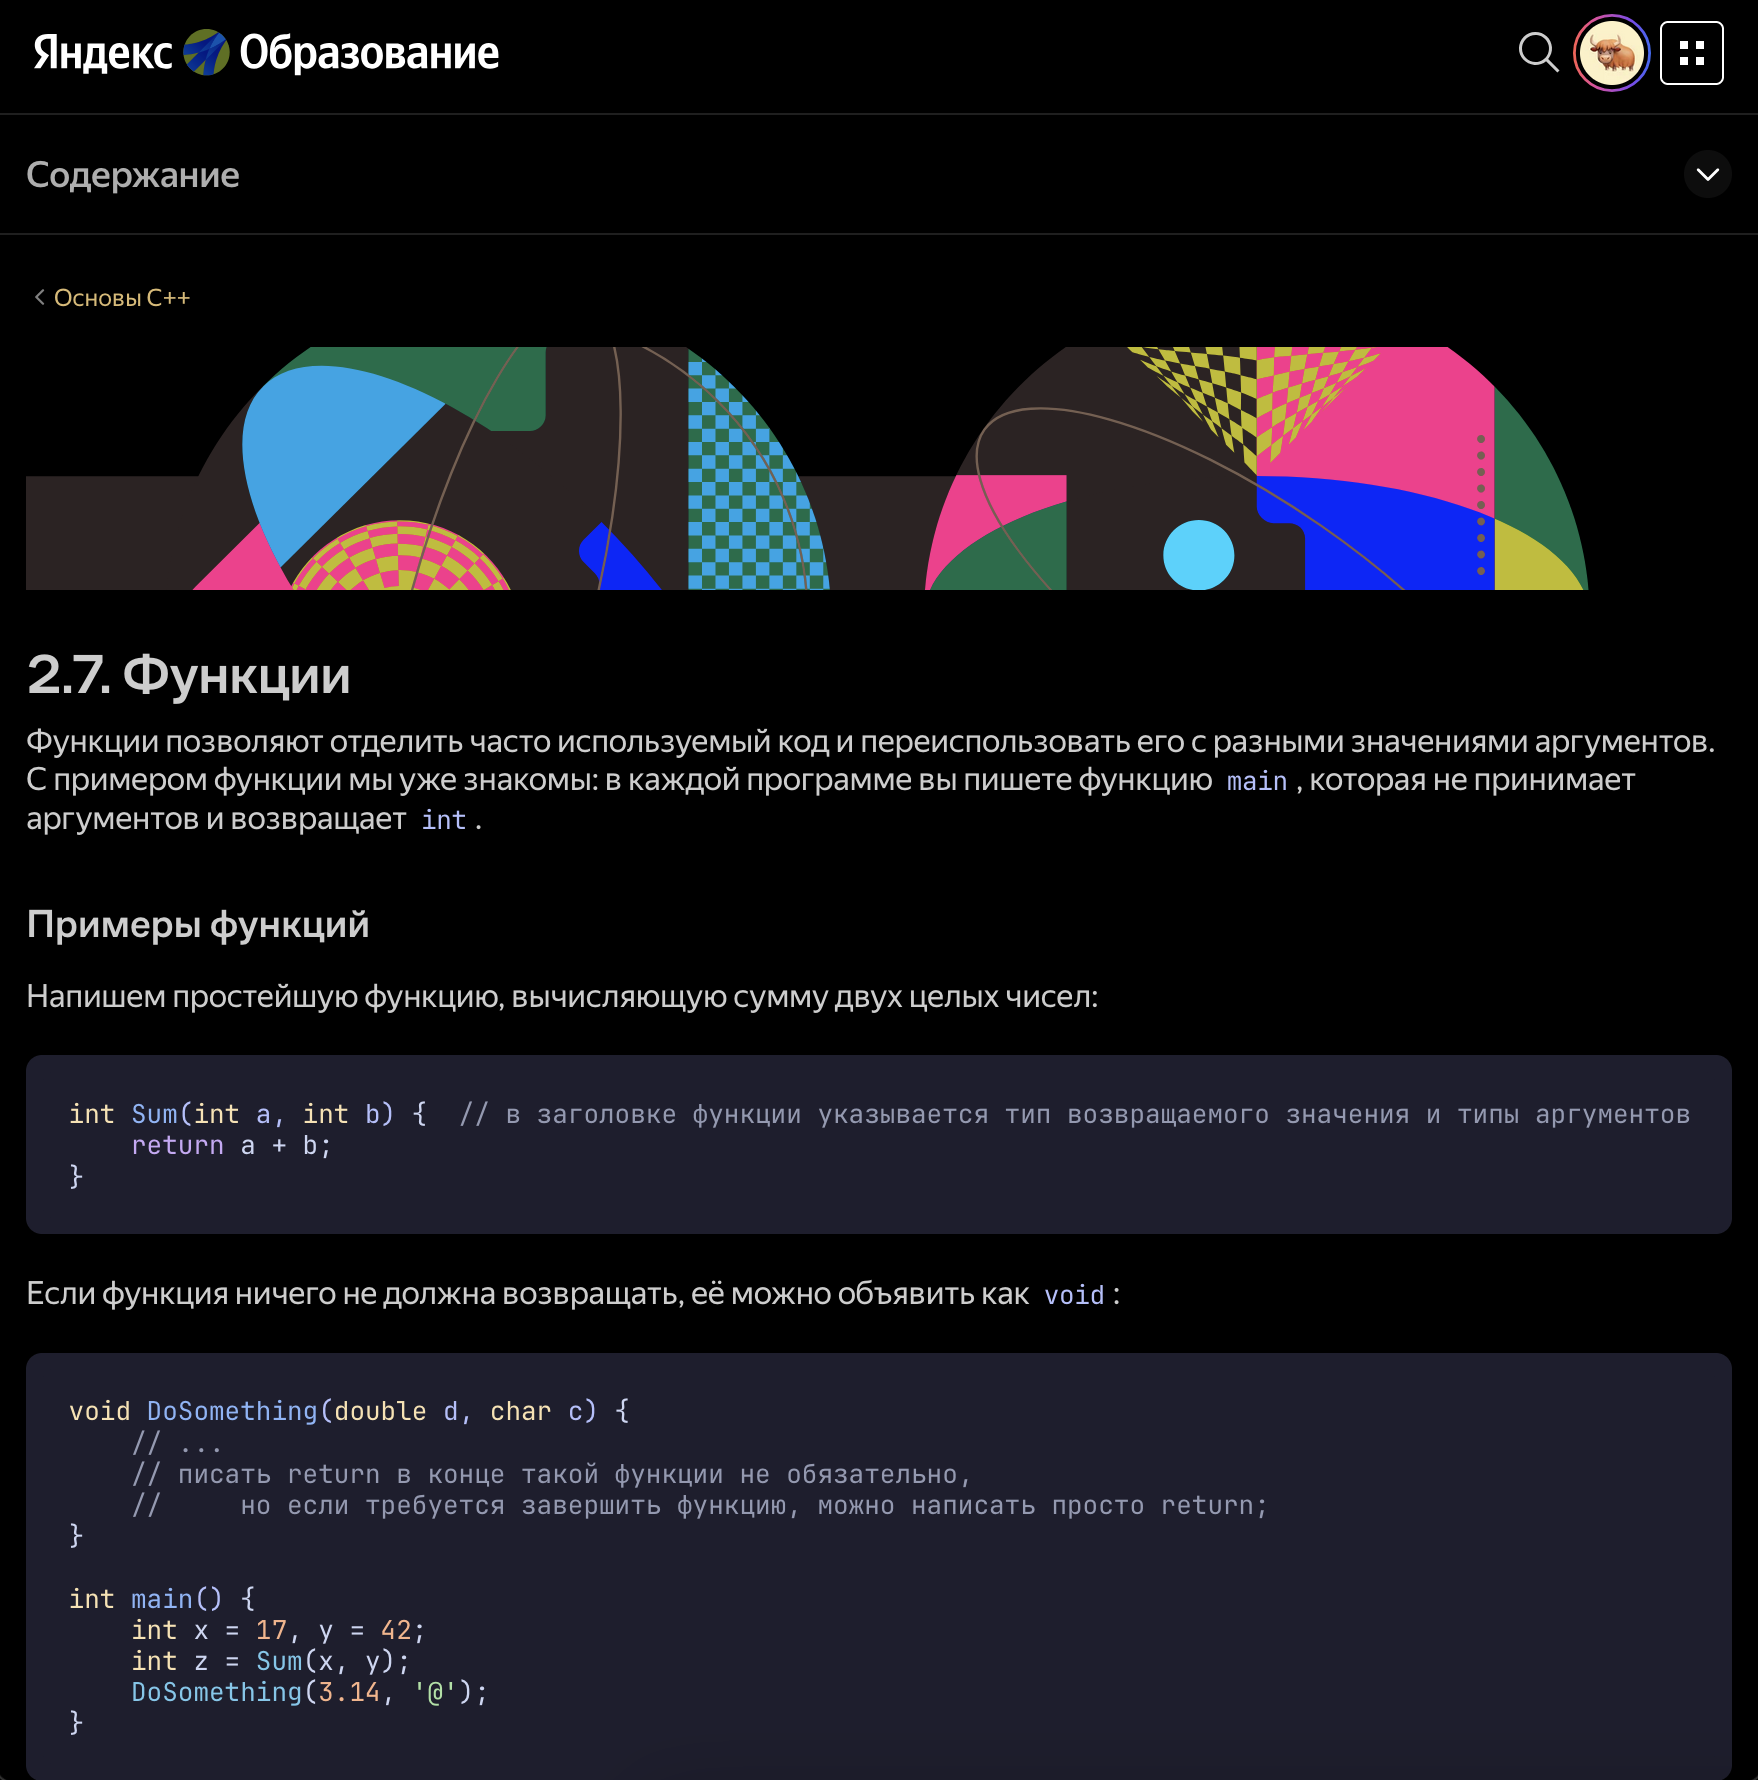 Яндекс Образование
Содержание
Основы C++
2.7. Функции
Функции позволяют отделить часто используемый код и переиспользовать его с разными значениями аргументов.
С примером функции мы уже знакомы: в каждой программе вы пишете функцию main , которая не принимает
аргументов и возвращает int .
Примеры функций
Напишем простейшую функцию, вычисляющую сумму двух целых чисел:
int Sum(int a, int b) {  // в заголовке функции указывается тип возвращаемого значения и типы аргументов
    return a + b;
}
Если функция ничего не должна возвращать, её можно объявить как void :
void DoSomething(double d, char c) {
    // ...
    // писать return в конце такой функции не обязательно,
    //     но если требуется завершить функцию, можно написать просто return;
}
int main() {
    int x = 17, y = 42;
    int z = Sum(x, y);
    DoSomething(3.14, '@');
}